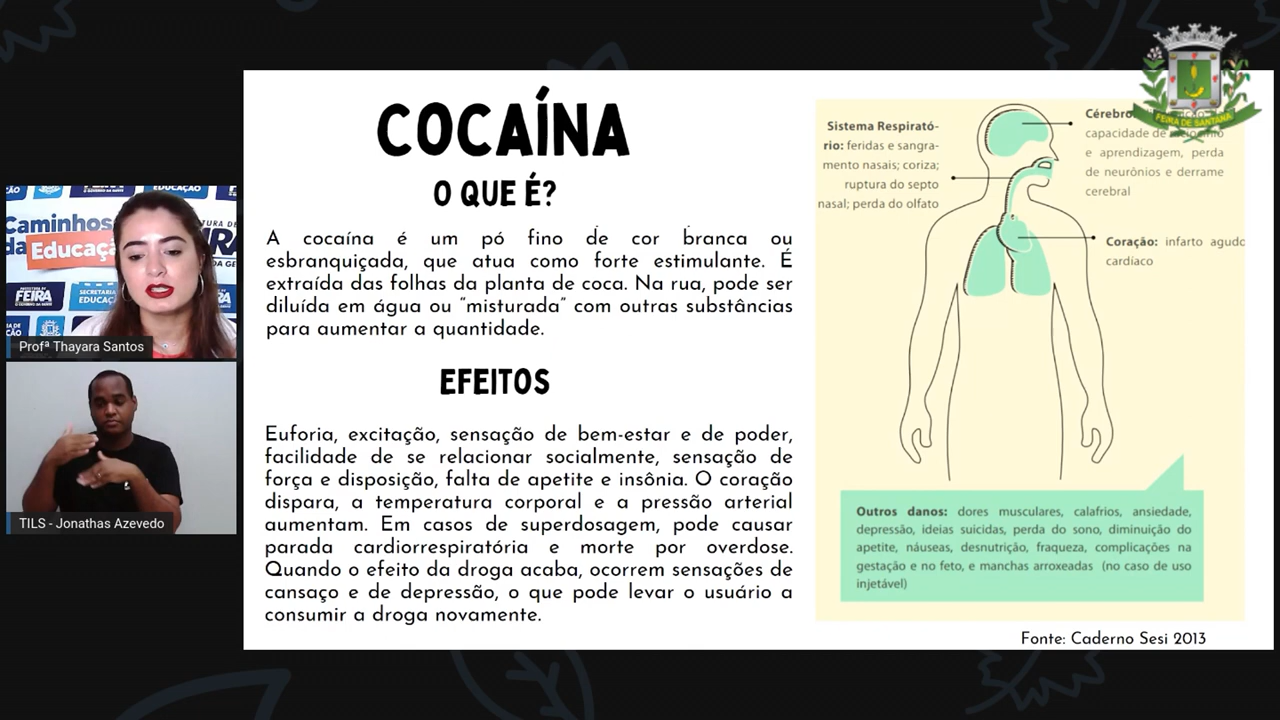 COCAÍNA
O QUE É?
A cocaína é um pó fino de cor branca ou
esbranquiçada, que atua como forte estimulante. É
extraída das folhas da planta de coca. Na rua, pode ser
diluída em água ou “misturada” com outras substâncias
para aumentar a quantidade.
EFEITOS
Euforia, excitação, sensação de bem-estar e de poder,
facilidade de se relacionar socialmente, sensação de
força e disposição, falta de apetite e insônia. O coração
dispara, a temperatura corporal e a pressão arterial
aumentam. Em casos de superdosagem, pode causar
parada cardiorrespiratória e morte por overdose.
Quando o efeito da droga acaba, ocorrem sensações de
cansaço e de depressão, o que pode levar o usuário a
consumir a droga novamente.
Sistema Respirató-
rio: feridas e sangra-
mento nasais; coriza;
ruptura do septo
nasal; perda do olfato
Cérebro:
capacidade de raciocínio
e aprendizagem, perda
de neurônios e derrame
cerebral
Coração: infarto agudo
cardíaco
Outros danos: dores musculares, calafrios, ansiedade,
depressão, ideias suicidas, perda do sono, diminuição do
apetite, náuseas, desnutrição, fraqueza, complicações na
gestação e no feto, e manchas arroxeadas (no caso de uso
injetável)
Fonte: Caderno Sesi 2013
FEIRA DE SANTANA
Caminhos
da
Educaç
EDUCAÇÃO
FEIRA
SECRETARIA
EDUCAÇ
Profª Thayara Santos
TILS - Jonathas Azevedo